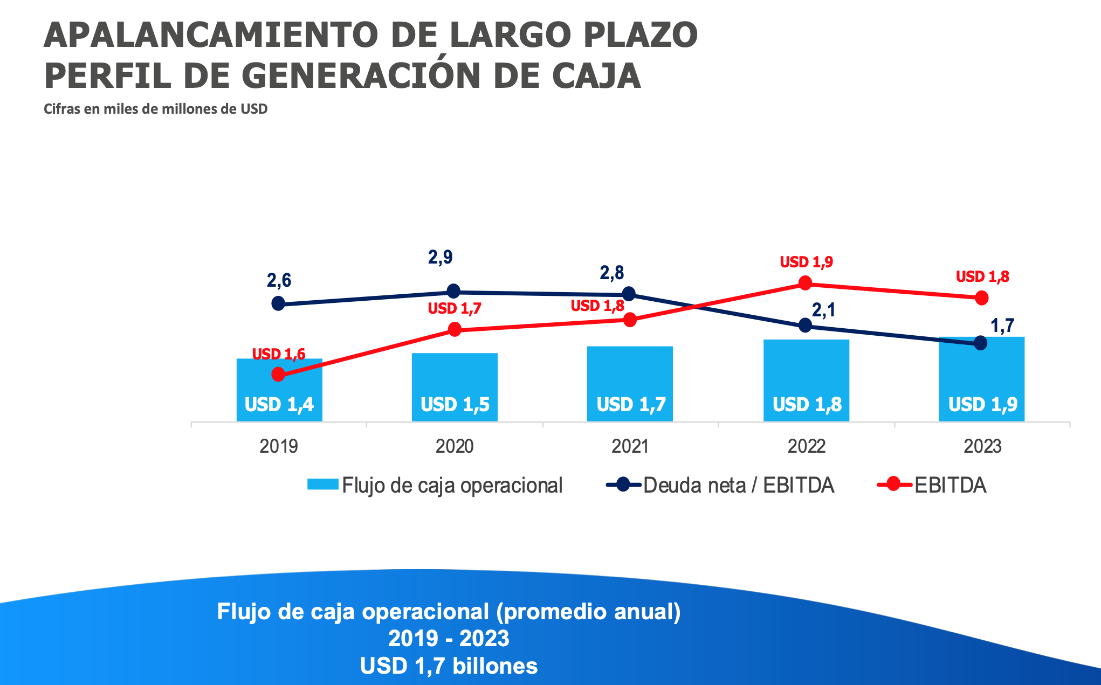 APALANCAMIENTO DE LARGO PLAZO
PERFIL DE GENERACIÓN DE CAJA
Cifras en miles de millones de USD
2,6
2,9
2,8
2,1
1,7
USD 1,6
USD 1,7
USD 1,8
USD 1,9
USD 1,8
USD 1,4
USD 1,5
USD 1,7
USD 1,8
USD 1,9
2019
2020
2021
2022
2023
Flujo de caja operacional
Deuda neta / EBITDA
EBITDA
Flujo de caja operacional (promedio anual)
2019 - 2023
USD 1,7 billones